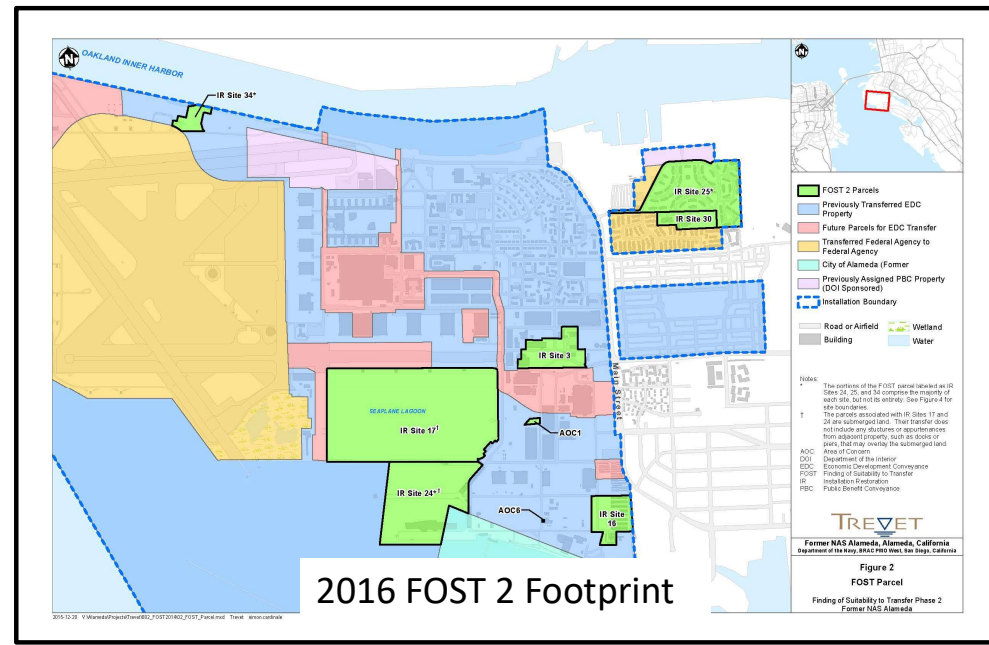 OAKLAND INNER HARBOR
IR Site 34*
IR Site 25*
IR Site 30
IR Site 3
Main Street
SEAPLANE LAGOON
IR Site 17†
AOC1
IR Site 24*†
AOC6
IR Site
16
2016 FOST 2 Footprint
FOST 2 Parcels
Previously Transferred EDC
Property
Future Parcels for EDC Transfer
Transferred Federal Agency to
Federal Agency
City of Alameda (Former
Previously Assigned PBC Property
(DOI Sponsored)
Installation Boundary
Road or Airfield
Wetland
Building
Water
Notes:
* The portions of the FOST parcel labeled as IR
Sites 24, 25, and 34 comprise the majority of
each site, but not its entirety. See Figure 4 for
site boundaries.
† The parcels associated with IR Sites 17 and
24 are submerged land. Their transfer does
not include any stuctures or appurtenances
from adjacent property, such as docks or
piers, that may overlay the submerged land.
AOC Area of Concern
DOI Department of the Interior
EDC Economic Development Conveyance
FOST Finding of Suitability to Transfer
IR Installation Restoration
PBC Public Benefit Conveyance
TREVET
Former NAS Alameda, Alameda, California
Department of the Navy, BRAC PMO West, San Diego, California
Figure 2
FOST Parcel
Finding of Suitability to Transfer Phase 2
Former NAS Alameda
2015-12-20
Trevet simon.cardinale